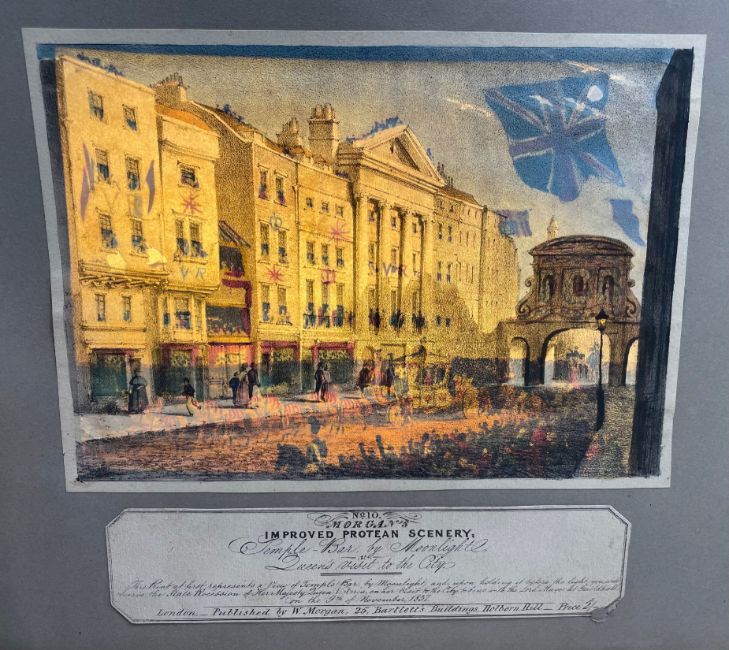 VR
VR
No. 10.
MORGAN'S
IMPROVED PROTEAN SCENERY;
Temple Bar by Moonlight
Queen's Visit to the City
This Print at first represents a View of Temple Bar by Moonlight, and upon holding it before the light
the State Procession of Her Majesty Queen Victoria, on her Visit to the City to dine with the Lord Mayor at Guildhall
on the 9th of November, 1837
London Published by W. Morgan, 25, Bartlett's Buildings, Holborn Hill Price